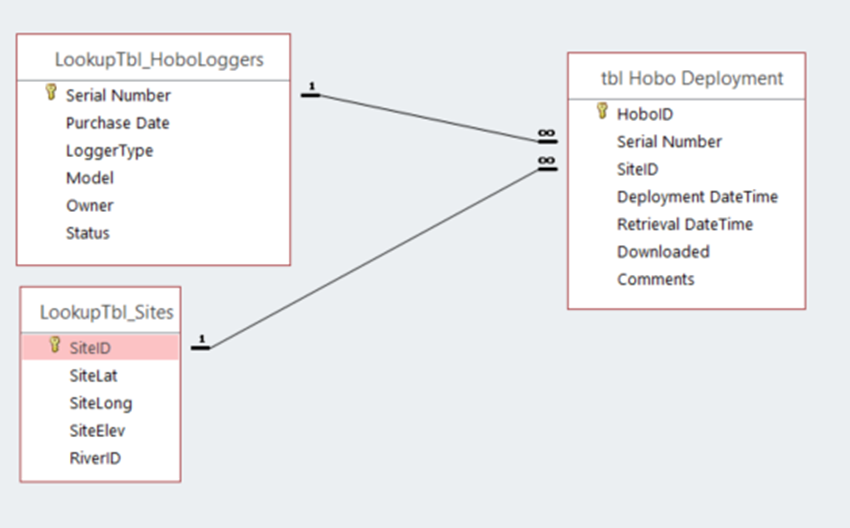 LookupTbl_HoboLoggers
Serial Number
Purchase Date
LoggerType
Model
Owner
Status
1
∞
∞
tbl Hobo Deployment
HoboID
Serial Number
SiteID
Deployment DateTime
Retrieval DateTime
Downloaded
Comments
LookupTbl_Sites
SiteID
SiteLat
SiteLong
SiteElev
RiverID
1